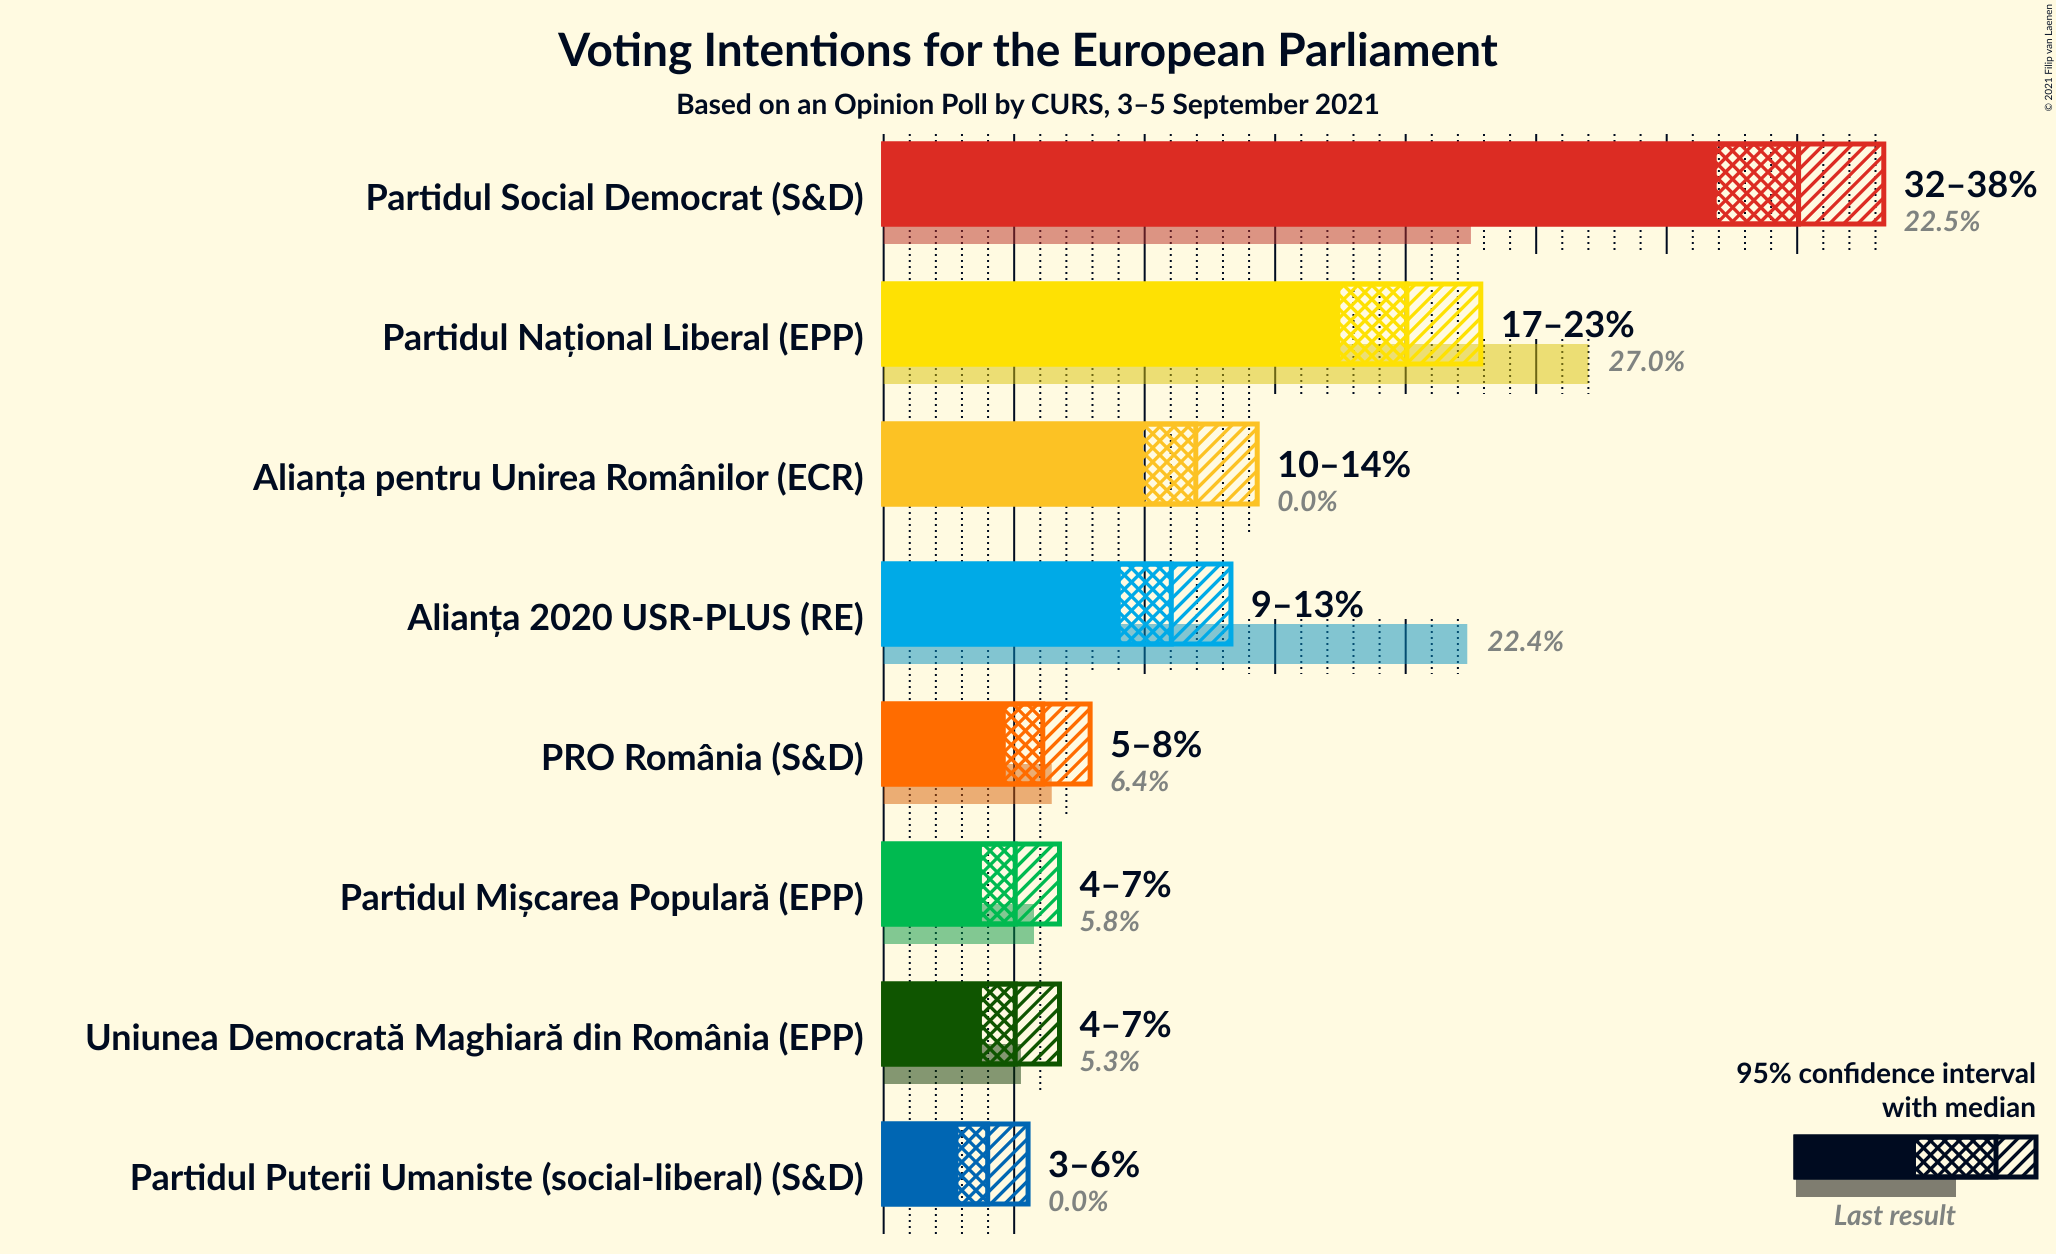 Voting Intentions for the European Parliament
Based on an Opinion Poll by CURS, 3–5 September 2021
© 2021 Filip van Laenen
Partidul Social Democrat (S&D)
32–38%
22.5%
Partidul Național Liberal (EPP)
17–23%
27.0%
Alianța pentru Unirea Românilor (ECR)
10–14%
0.0%
Alianța 2020 USR-PLUS (RE)
9–13%
22.4%
PRO România (S&D)
5–8%
6.4%
Partidul Mișcarea Populară (EPP)
4–7%
5.8%
Uniunea Democrată Maghiară din România (EPP)
4–7%
5.3%
Partidul Puterii Umaniste (social-liberal) (S&D)
3–6%
0.0%
95% confidence interval
with median
Last result